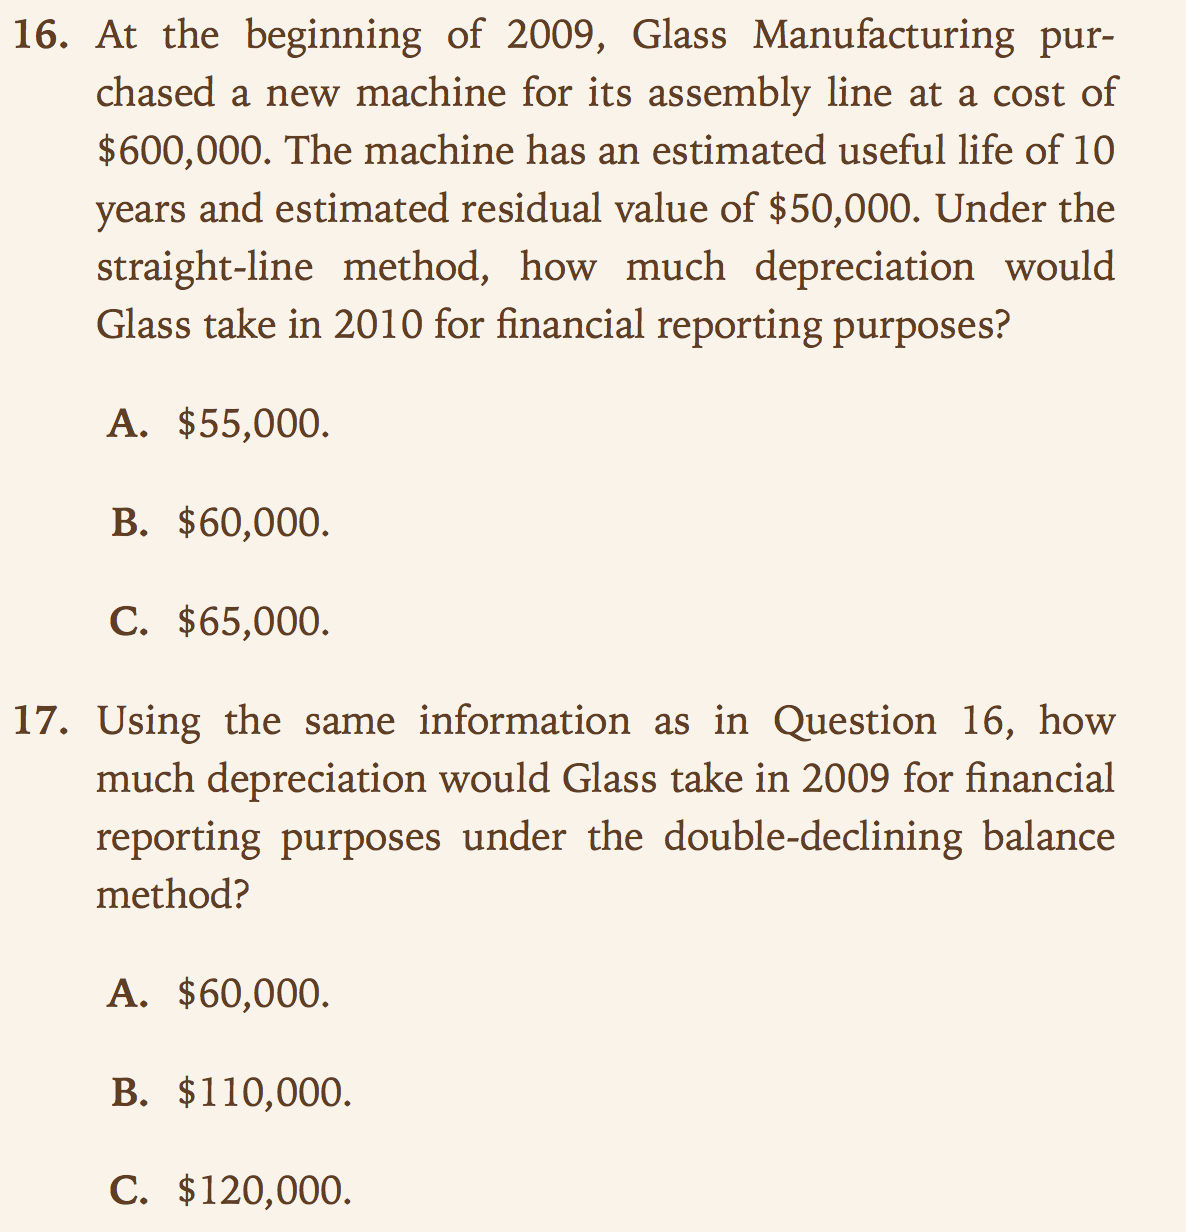 16. At the beginning of 2009, Glass Manufacturing pur-
chased a new machine for its assembly line at a cost of
$600,000. The machine has an estimated useful life of 10
years and estimated residual value of $50,000. Under the
straight-line method, how much depreciation would
Glass take in 2010 for financial reporting purposes?
A. $55,000.
B. $60,000.
C. $65,000.
17. Using the same information as in Question 16, how
much depreciation would Glass take in 2009 for financial
reporting purposes under the double-declining balance
method?
A. $60,000.
B. $110,000.
C. $120,000.